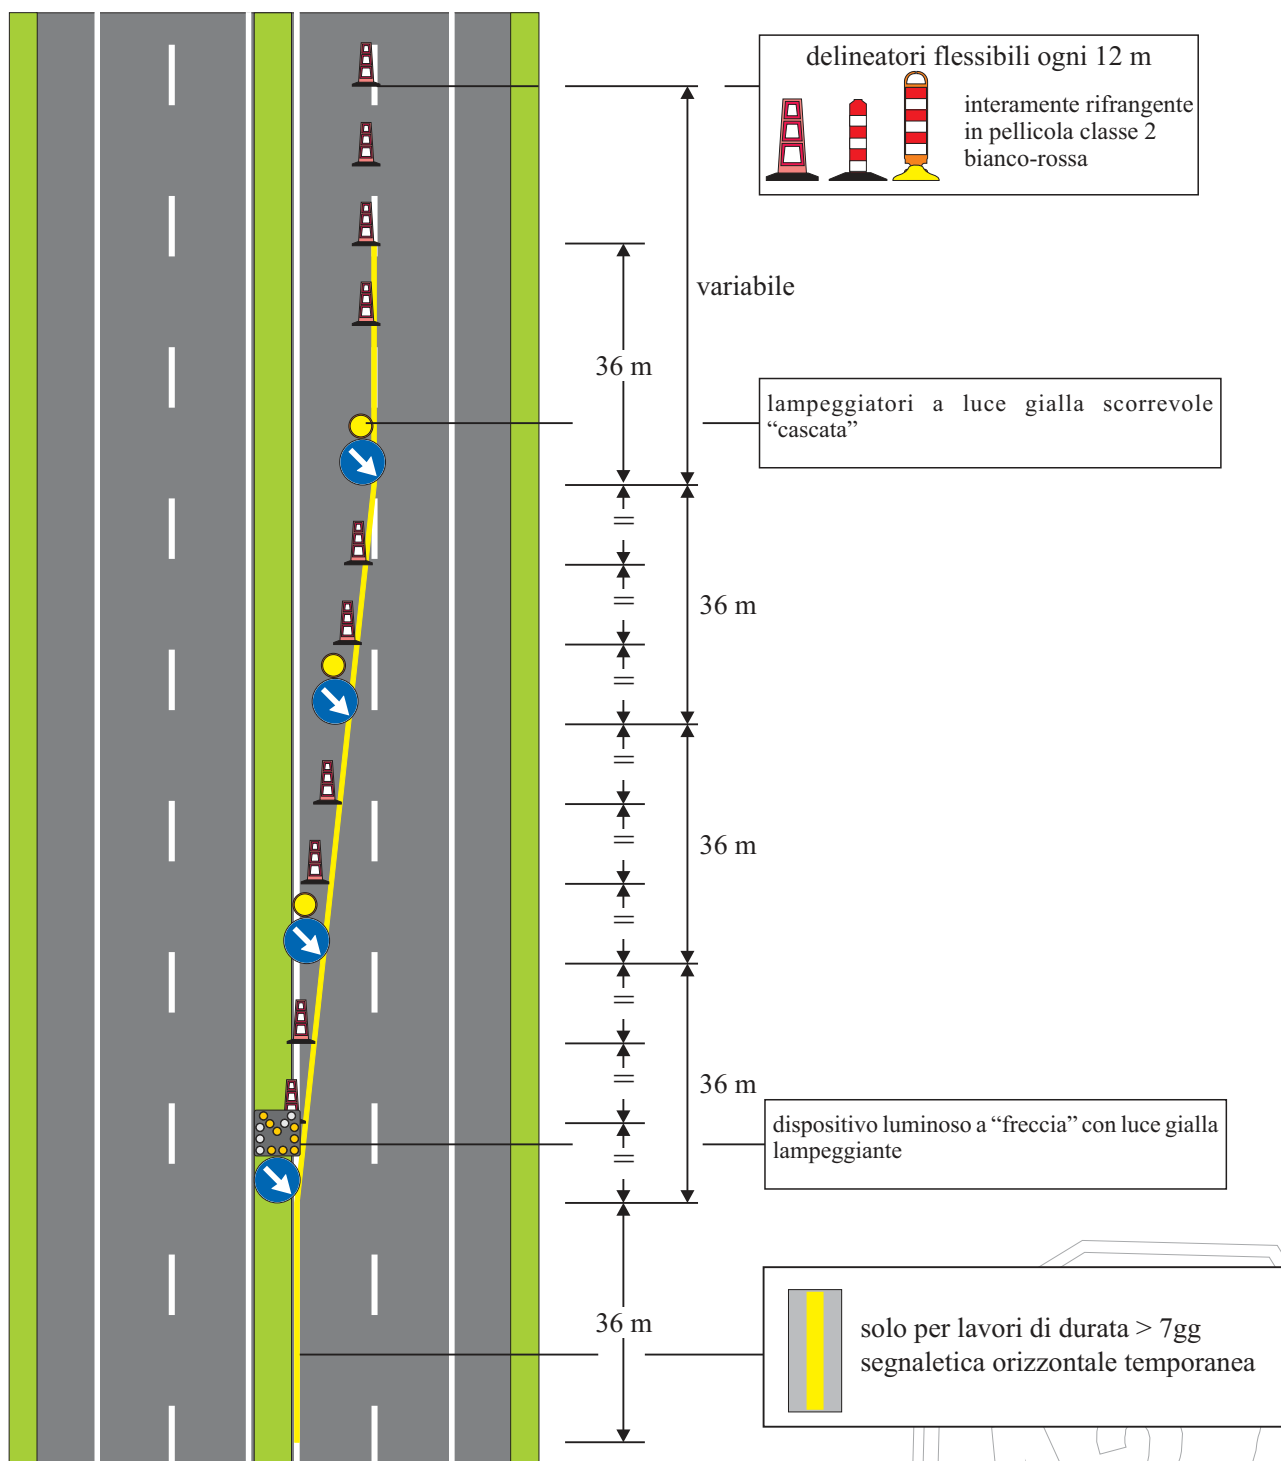 delineatori flessibili ogni 12 m
interamente rifrangente
in pellicola classe 2
bianco-rossa
variabile
36 m
lampeggiatori a luce gialla scorrevole
“cascata”
=
=
36 m
=
=
=
36 m
=
=
=
36 m
=
dispositivo luminoso a “freccia” con luce gialla
lampeggiante
36 m
solo per lavori di durata > 7gg
segnaletica orizzontale temporanea